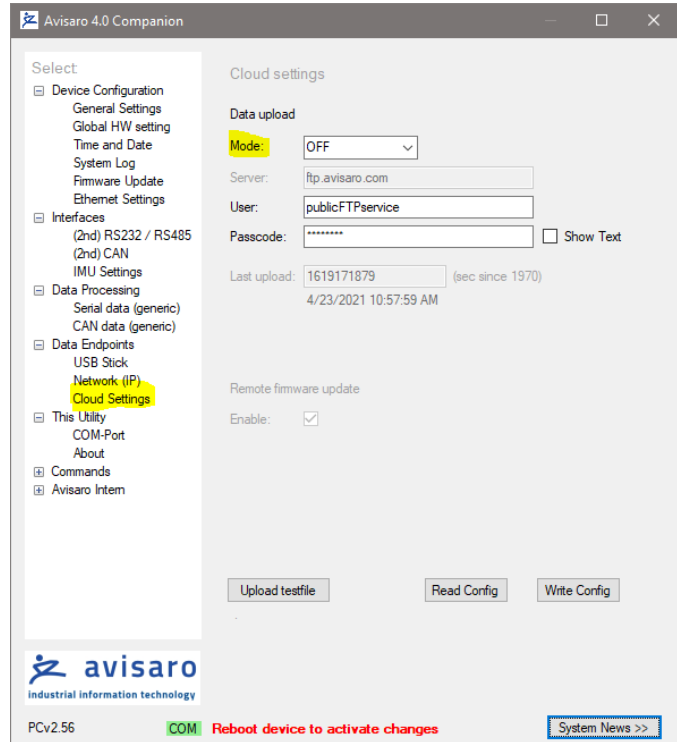 Avisaro 4.0 Companion
Select
Device Configuration
General Settings
Global HW setting
Time and Date
System Log
Firmware Update
Ethernet Settings
Interfaces
(2nd) RS232 / RS485
(2nd) CAN
IMU Settings
Data Processing
Serial data (generic)
CAN data (generic)
Data Endpoints
USB Stick
Network (IP)
Cloud Settings
This Utility
COM-Port
About
Commands
Avisaro Intern
avisaro
industrial information technology
Cloud settings
Data upload
Mode: OFF
Server: ftp.avisaro.com
User: publicFTPservice
Passcode: ******** Show Text
Last upload: 1619171879 (sec since 1970)
4/23/2021 10:57:59 AM
Remote firmware update
Enable:
Upload testfile Read Config Write Config
PCv2.56 COM Reboot device to activate changes System News >>